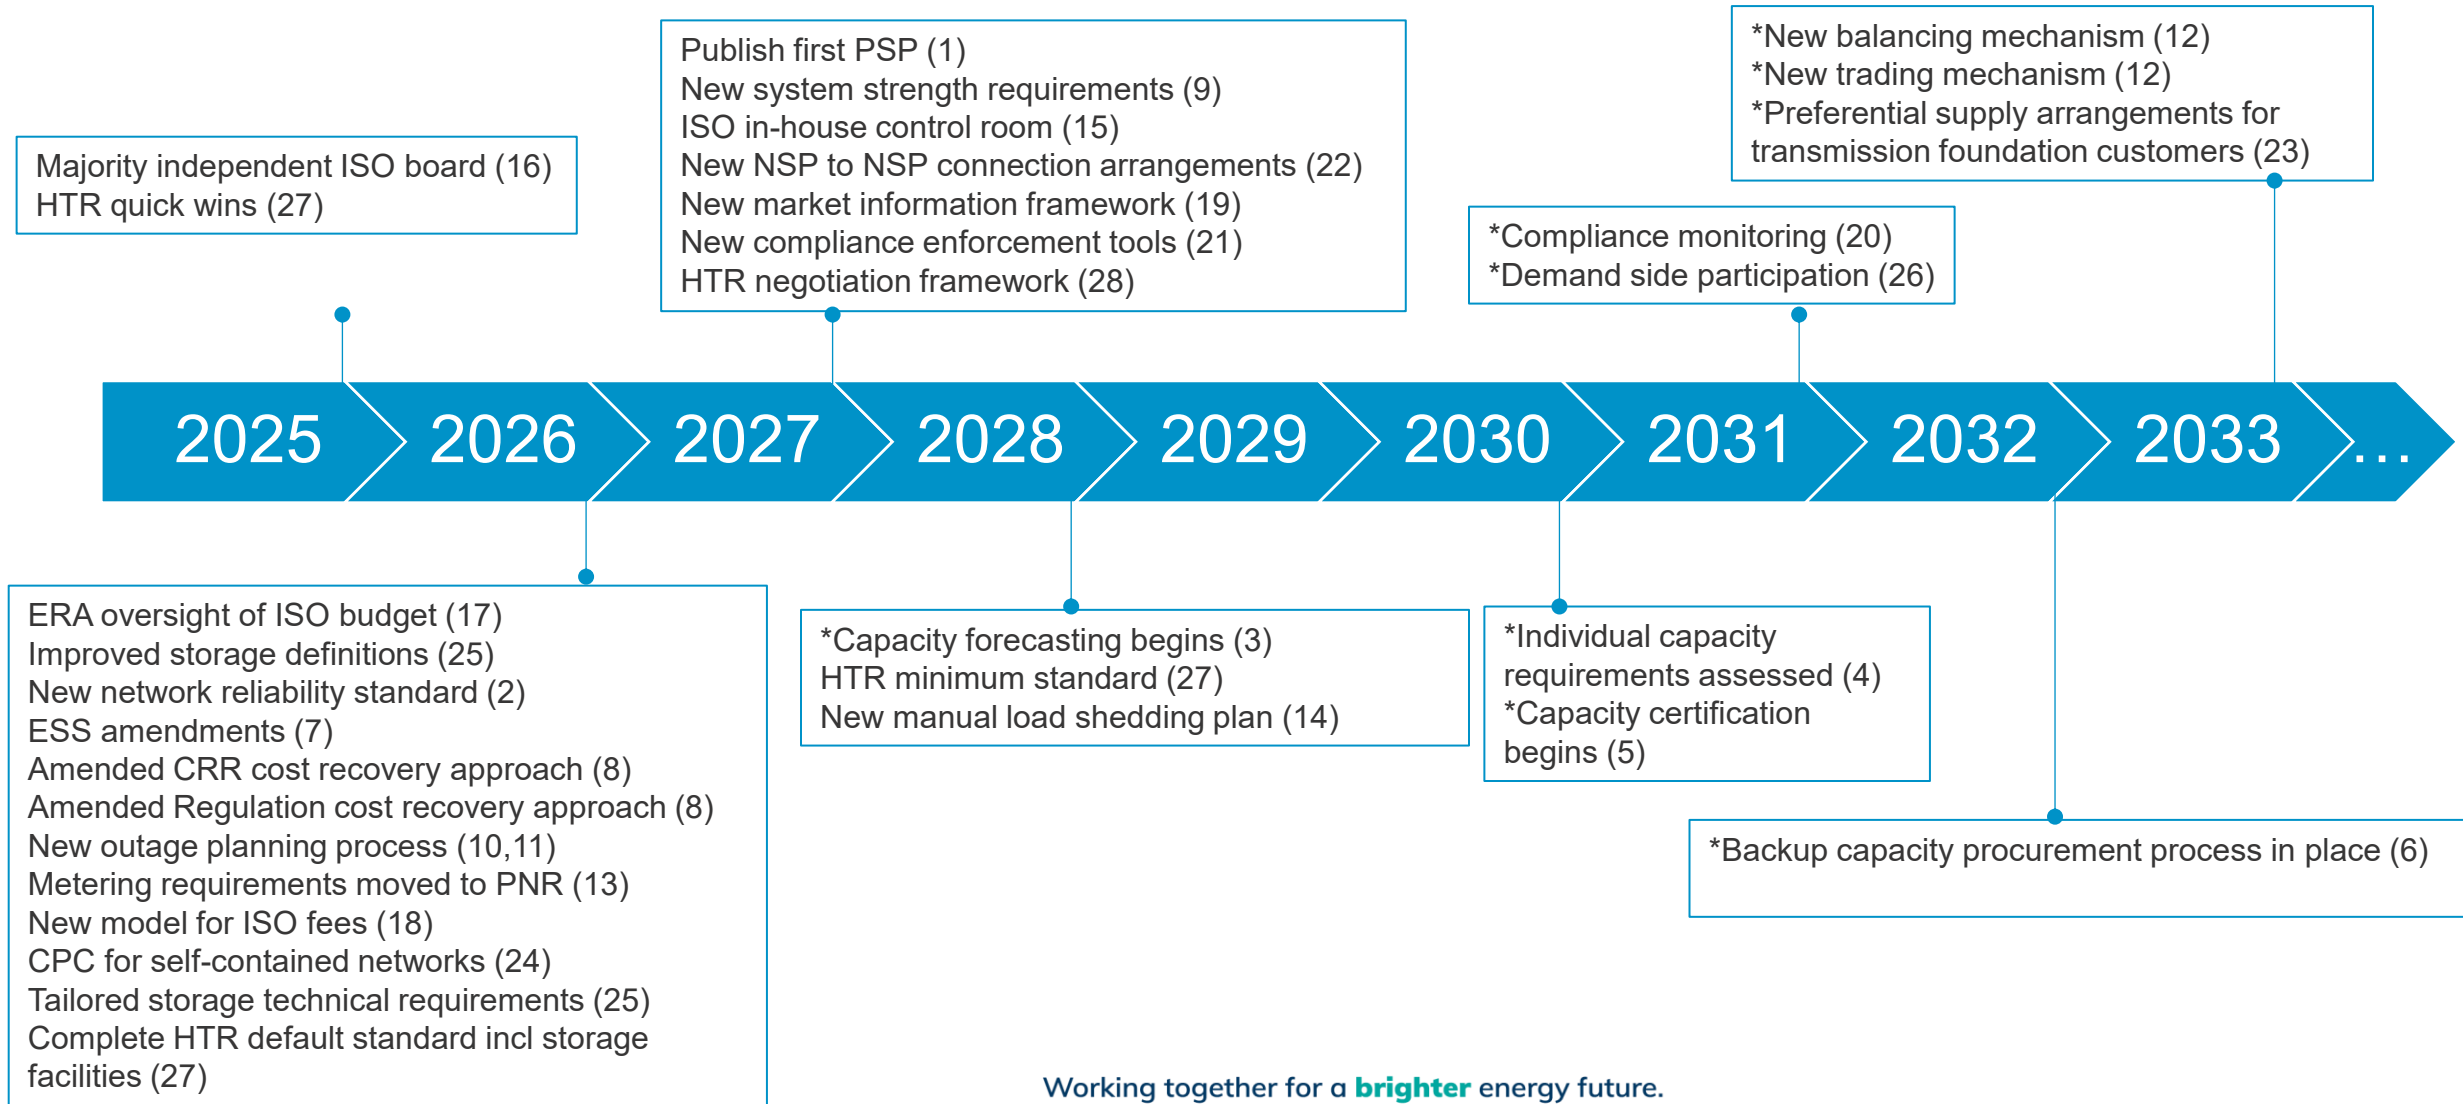 Majority independent ISO board (16)
HTR quick wins (27)
Publish first PSP (1)
New system strength requirements (9)
ISO in-house control room (15)
New NSP to NSP connection arrangements (22)
New market information framework (19)
New compliance enforcement tools (21)
HTR negotiation framework (28)
*Compliance monitoring (20)
*Demand side participation (26)
*New balancing mechanism (12)
*New trading mechanism (12)
*Preferential supply arrangements for
transmission foundation customers (23)
2025
2026
2027
2028
2029
2030
2031
2032
2033
...
ERA oversight of ISO budget (17)
Improved storage definitions (25)
New network reliability standard (2)
ESS amendments (7)
Amended CRR cost recovery approach (8)
Amended Regulation cost recovery approach (8)
New outage planning process (10,11)
Metering requirements moved to PNR (13)
New model for ISO fees (18)
CPC for self-contained networks (24)
Tailored storage technical requirements (25)
Complete HTR default standard incl storage
facilities (27)
*Capacity forecasting begins (3)
HTR minimum standard (27)
New manual load shedding plan (14)
*Individual capacity
requirements assessed (4)
*Capacity certification
begins (5)
*Backup capacity procurement process in place (6)
Working together for a brighter energy future.